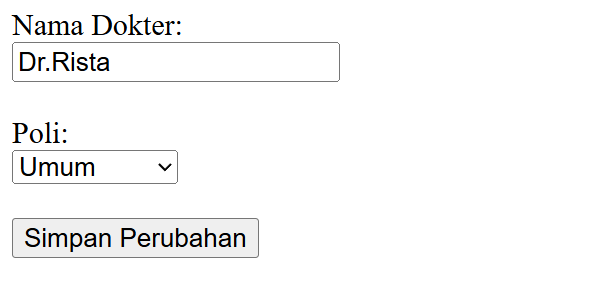 Nama Dokter:
Dr.Rista
Poli:
Umum
Simpan Perubahan